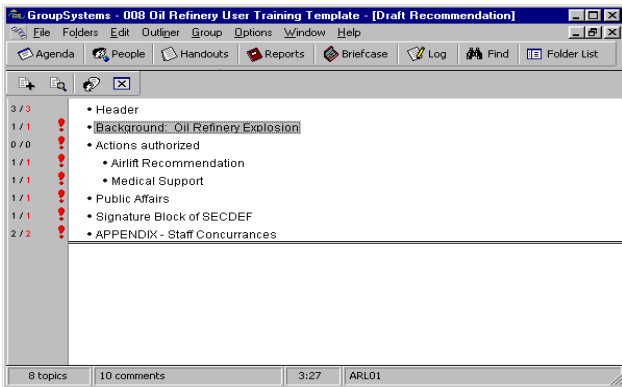 GroupSystems - 008 Oil Refinery User Training Template - [Draft Recommendation]
File Folders Edit Outliner Group Options Window Help
Agenda People Handouts Reports Briefcase Log Find Folder List
3 / 3 • Header
1 / 1 • Background: Oil Refinery Explosion
0 / 0 • Actions authorized
1 / 1 • Airlift Recommendation
1 / 1 • Medical Support
1 / 1 • Public Affairs
1 / 1 • Signature Block of SECDEF
2 / 2 • APPENDIX - Staff Concurrances
8 topics 10 comments 3:27 ARL01